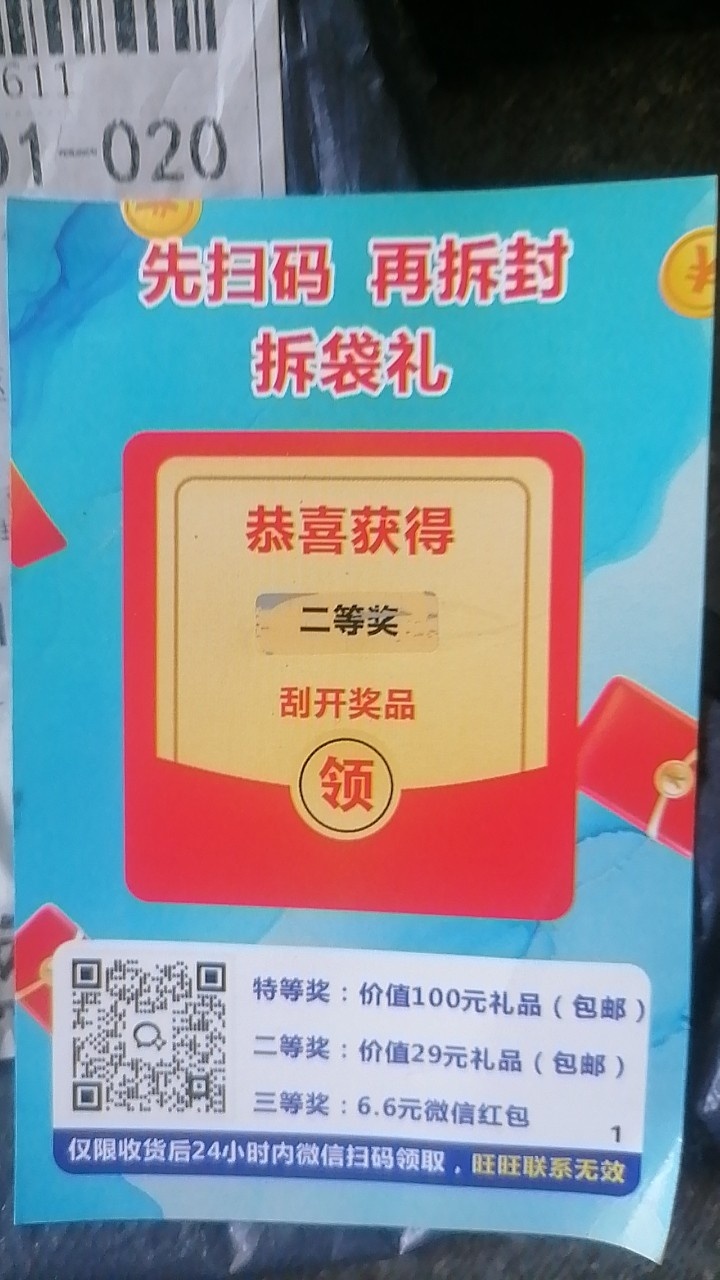 611
01-020
先扫码 再拆封
拆袋礼
恭喜获得
二等奖
刮开奖品
领
特等奖：价值100元礼品（包邮）
二等奖：价值29元礼品（包邮）
三等奖：6.6元微信红包
1
仅限收货后24小时内微信扫码领取，旺旺联系无效